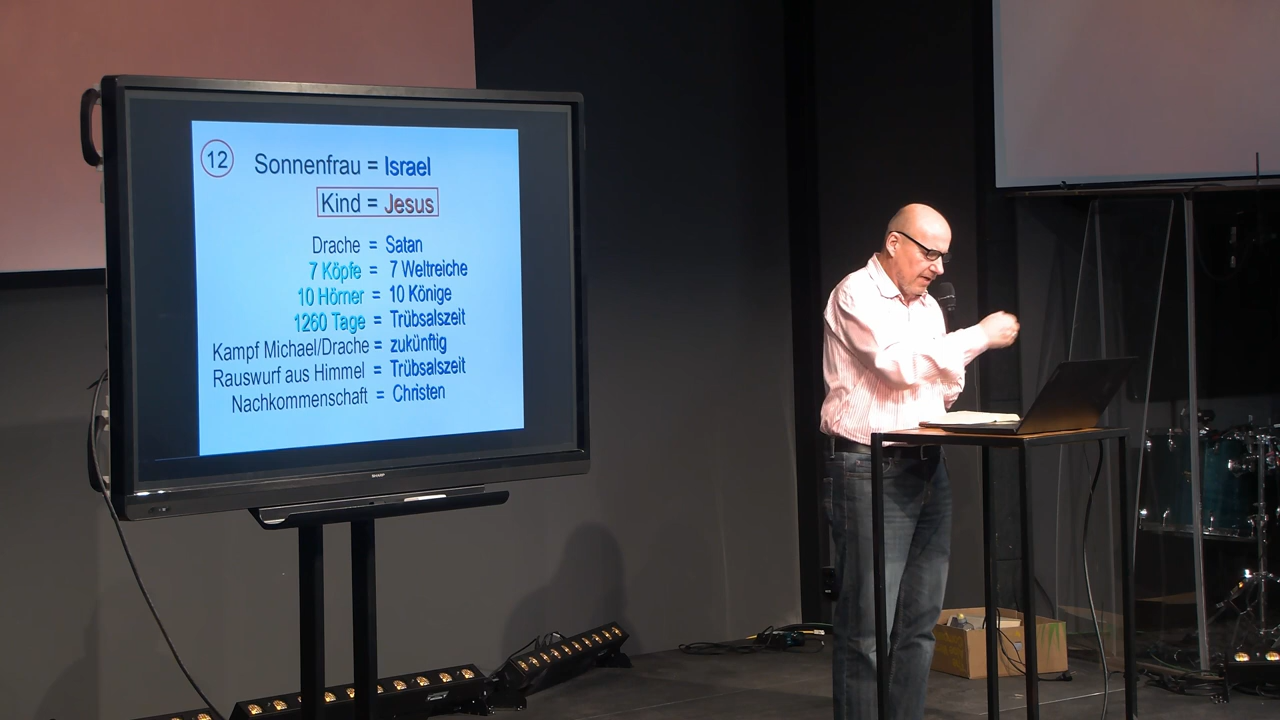 12
Sonnenfrau = Israel
Kind = Jesus
Drache = Satan
7 Köpfe = 7 Weltreiche
10 Hörner = 10 Könige
1260 Tage = Trübsalszeit
Kampf Michael/Drache = zukünftig
Rauswurf aus Himmel = Trübsalszeit
Nachkommenschaft = Christen
SHARP